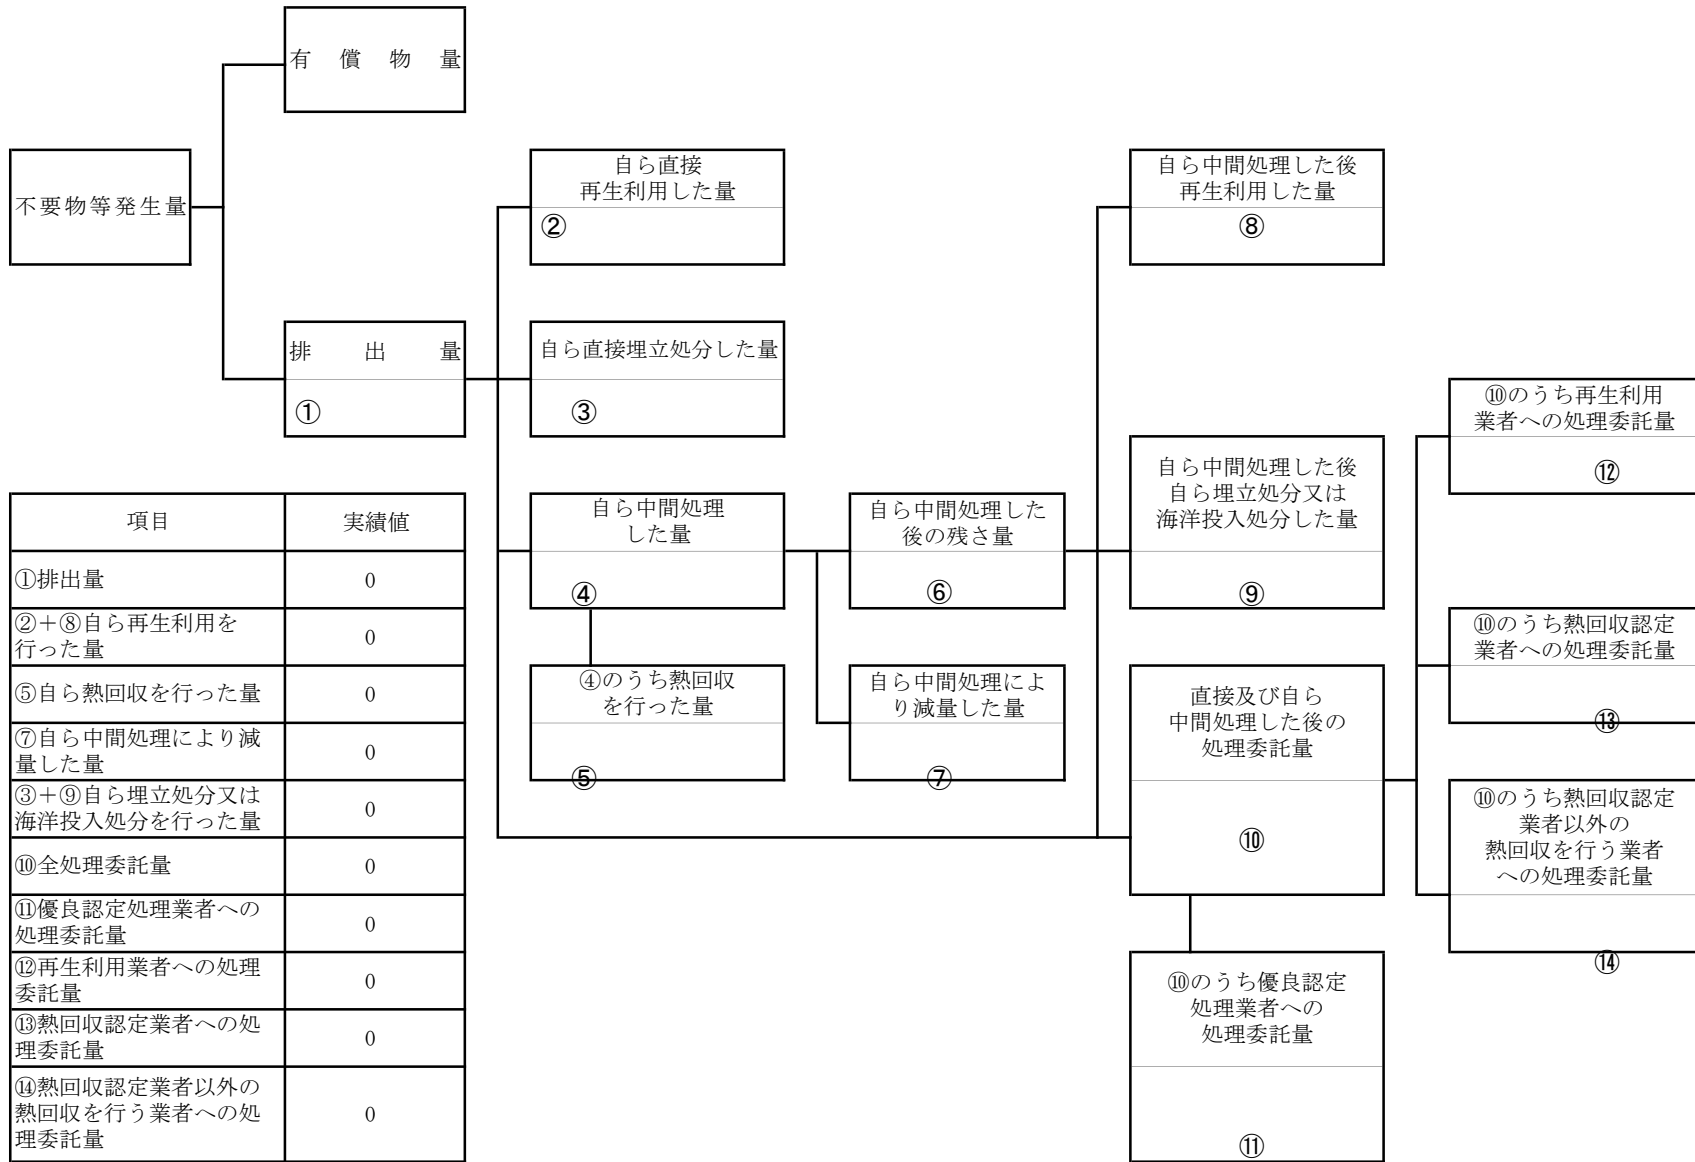 有償物量
不要物等発生量
排出量
①
自ら直接
再生利用した量
②
自ら直接埋立処分した量
③
自ら中間処理
した量
④
④のうち熱回収
を行った量
⑤
自ら中間処理した
後の残さ量
⑥
自ら中間処理によ
り減量した量
⑦
自ら中間処理した後
再生利用した量
⑧
自ら中間処理した後
自ら埋立処分又は
海洋投入処分した量
⑨
直接及び自ら
中間処理した後の
処理委託量
⑩
⑩のうち優良認定
処理業者への
処理委託量
⑪
⑩のうち再生利用
業者への処理委託量
⑫
⑩のうち熱回収認定
業者への処理委託量
⑬
⑩のうち熱回収認定
業者以外の
熱回収を行う業者
への処理委託量
⑭
項目 実績値
①排出量 0
②+⑧自ら再生利用を
行った量 0
⑤自ら熱回収を行った量 0
⑦自ら中間処理により減
量した量 0
③+⑨自ら埋立処分又は
海洋投入処分を行った量 0
⑩全処理委託量 0
⑪優良認定処理業者への
処理委託量 0
⑫再生利用業者への処理
委託量 0
⑬熱回収認定業者への処
理委託量 0
⑭熱回収認定業者以外の
熱回収を行う業者への処 0
理委託量